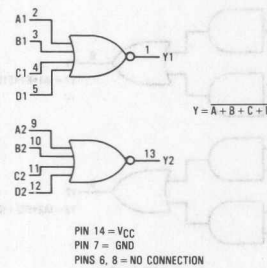 A1 2
B1 3
1 Y1
C1 4
D1 5
Y = A + B + C +
A2 9
B2 10
13 Y2
C2 11
D2 12
PIN 14 = VCC
PIN 7 = GND
PINS 6, 8 = NO CONNECTION